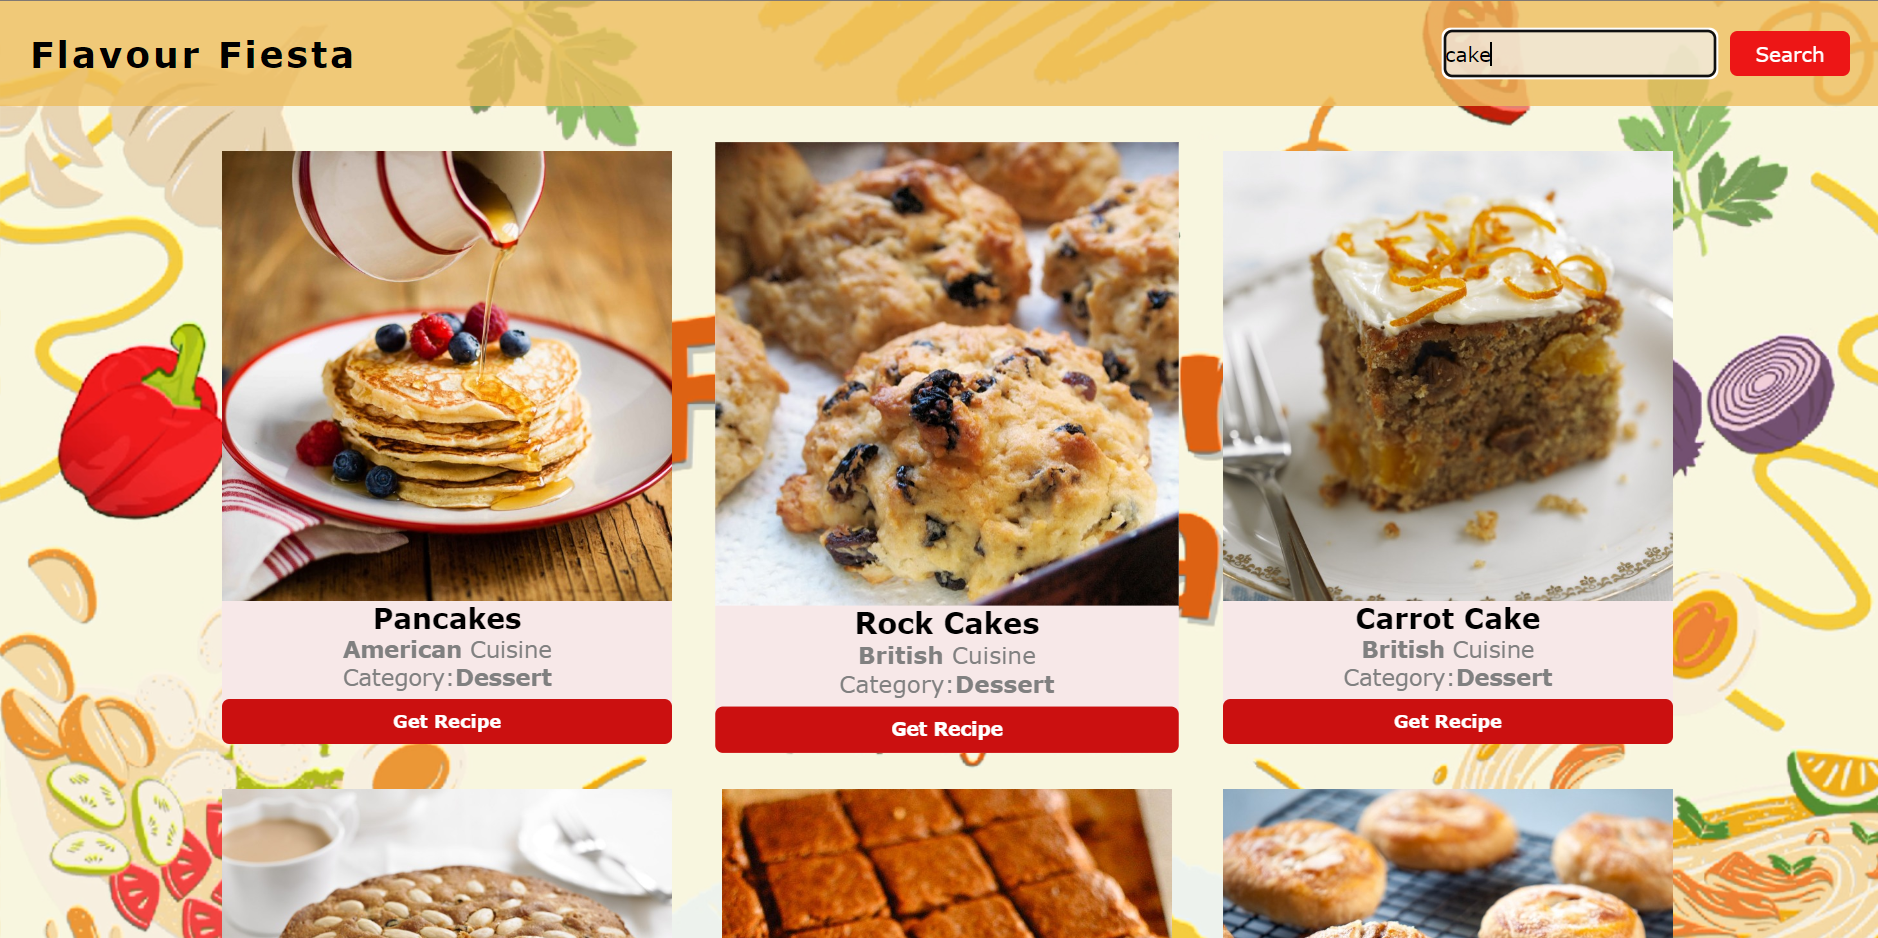 Flavour Fiesta
cake
Search
Pancakes
American Cuisine
Category:Dessert
Get Recipe
Rock Cakes
British Cuisine
Category:Dessert
Get Recipe
Carrot Cake
British Cuisine
Category:Dessert
Get Recipe